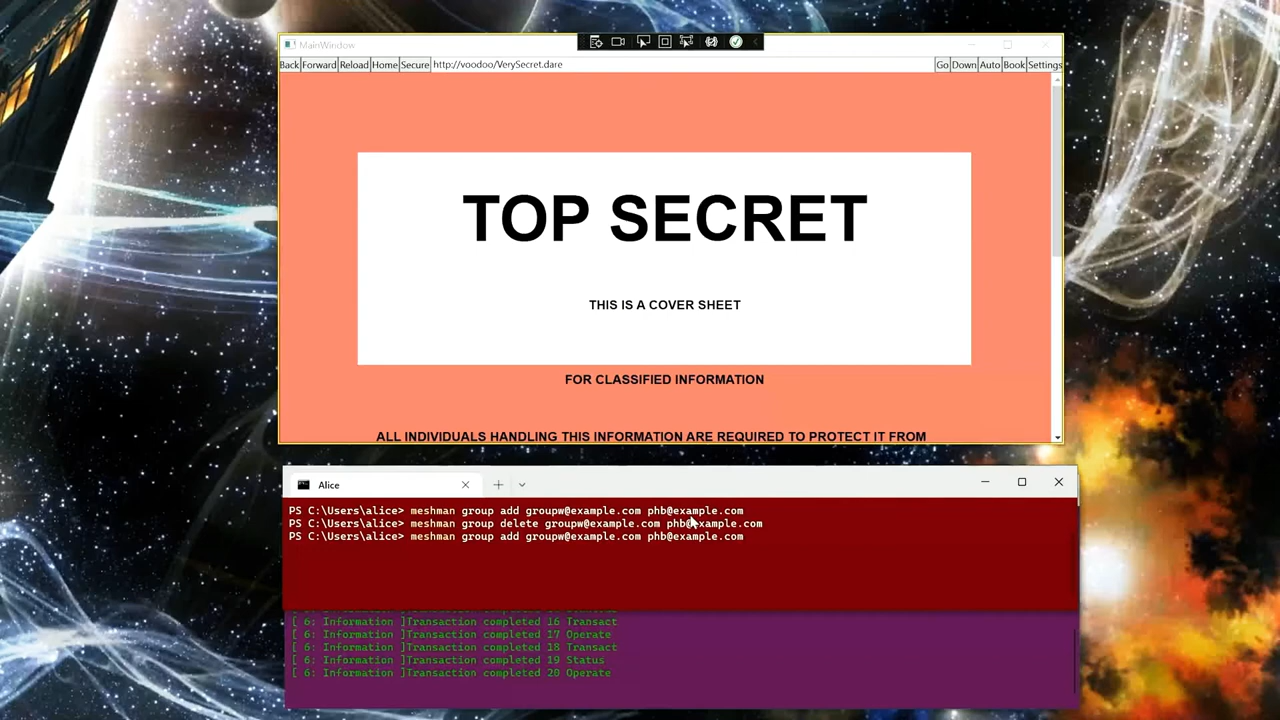 MainWindow
Back Forward Reload Home Secure http://voodoo/VerySecret.dare Go Down Auto Book Settings
TOP SECRET
THIS IS A COVER SHEET
FOR CLASSIFIED INFORMATION
ALL INDIVIDUALS HANDLING THIS INFORMATION ARE REQUIRED TO PROTECT IT FROM
Alice
PS C:\Users\alice> meshman group add groupw@example.com phb@example.com
PS C:\Users\alice> meshman group delete groupw@example.com phb@example.com
PS C:\Users\alice> meshman group add groupw@example.com phb@example.com
[ 6: Information ]Transaction completed 16 Transact
[ 6: Information ]Transaction completed 17 Operate
[ 6: Information ]Transaction completed 18 Transact
[ 6: Information ]Transaction completed 19 Status
[ 6: Information ]Transaction completed 20 Operate